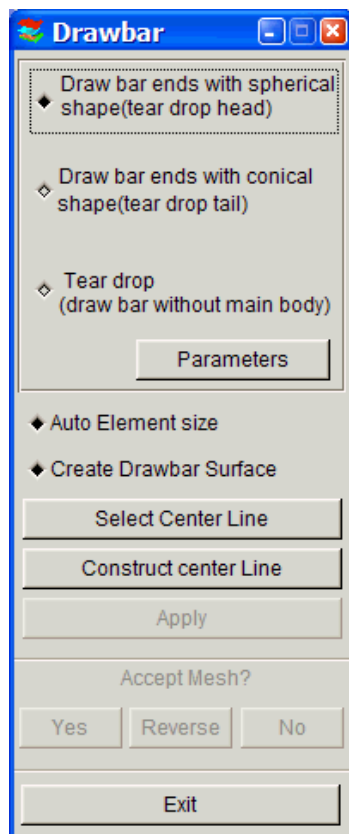 Drawbar
Draw bar ends with spherical
shape(tear drop head)
Draw bar ends with conical
shape(tear drop tail)
Tear drop
(draw bar without main body)
Parameters
Auto Element size
Create Drawbar Surface
Select Center Line
Construct center Line
Apply
Accept Mesh?
Yes Reverse No
Exit